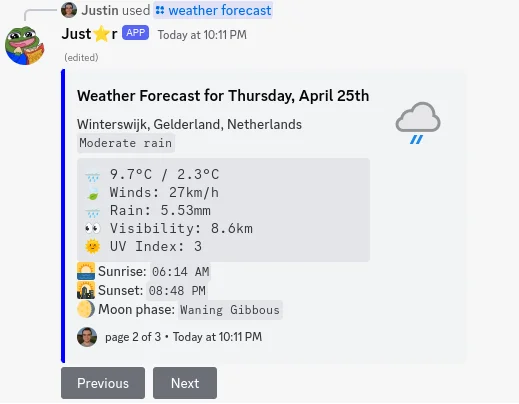 Justin used weather forecast
Just⭐r APP Today at 10:11 PM
(edited)
Weather Forecast for Thursday, April 25th
Winterswijk, Gelderland, Netherlands
Moderate rain
9.7°C / 2.3°C
Winds: 27km/h
Rain: 5.53mm
Visibility: 8.6km
UV Index: 3
Sunrise: 06:14 AM
Sunset: 08:48 PM
Moon phase: Waning Gibbous
page 2 of 3 • Today at 10:11 PM
Previous Next